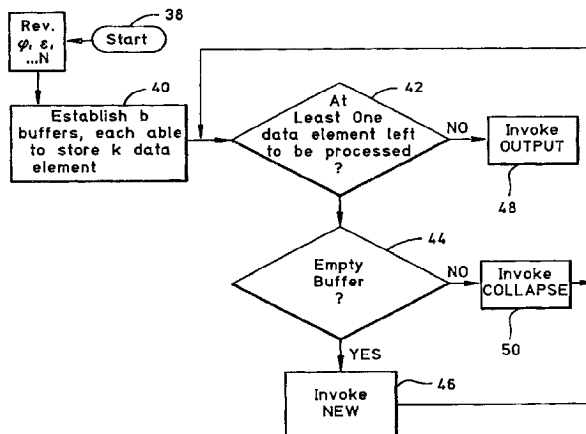 Rev.
φ, ε,
...N
38
Start
40
Establish b
buffers, each able
to store k data
element
42
At
Least One
data element left
to be processed
?
NO
Invoke
OUTPUT
48
44
Empty
Buffer
?
NO
Invoke
COLLAPSE
50
YES
46
Invoke
NEW